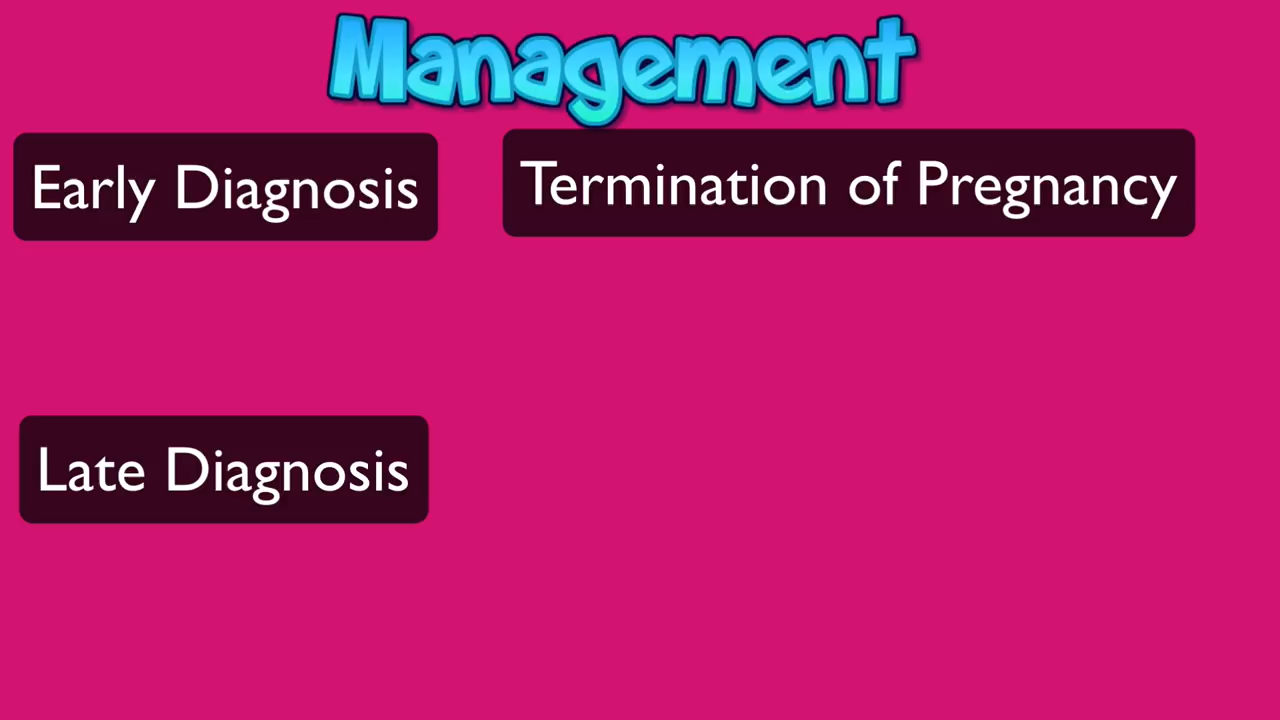 Management
Early Diagnosis
Termination of Pregnancy
Late Diagnosis